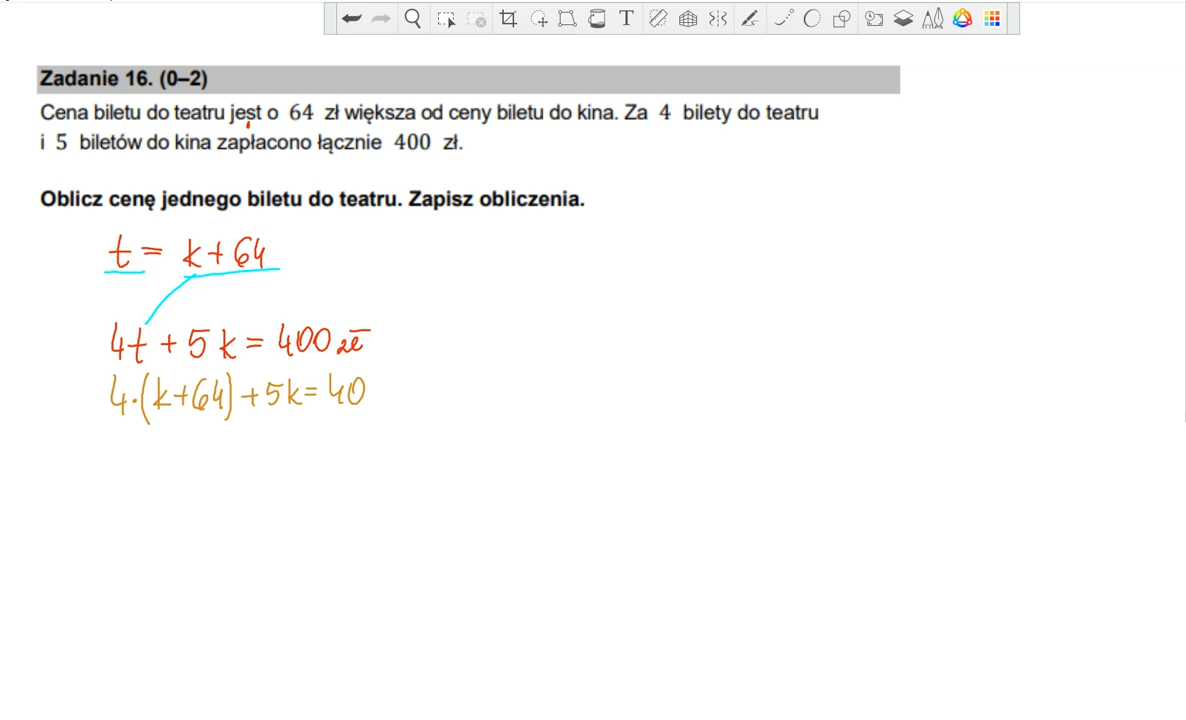 Zadanie 16. (0–2)
Cena biletu do teatru jest o 64 zł większa od ceny biletu do kina. Za 4 bilety do teatru
i 5 biletów do kina zapłacono łącznie 400 zł.
Oblicz cenę jednego biletu do teatru. Zapisz obliczenia.
t = k+64
4t + 5k = 400 zł
4·(k+64)+5k=40